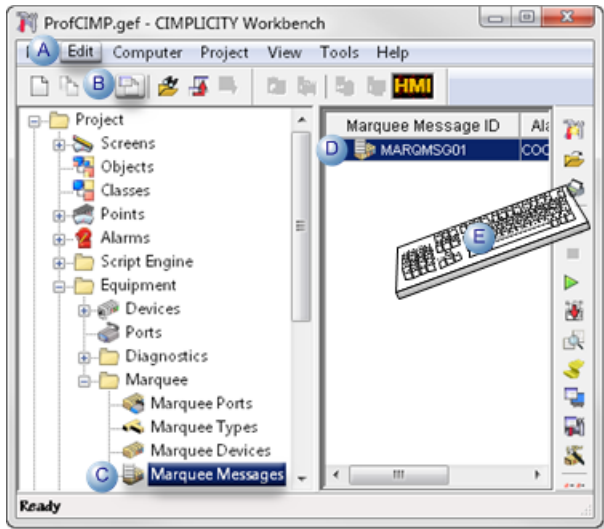 ProfCIMP.gef - CIMPLICITY Workbench
A Edit Computer Project View Tools Help
B HMI
Project
Screens
Objects
Classes
Points
Alarms
Script Engine
Equipment
Devices
Ports
Diagnostics
Marquee
Marquee Ports
Marquee Types
Marquee Devices
C Marquee Messages
Marquee Message ID
D MARQMSG01
E
Ready